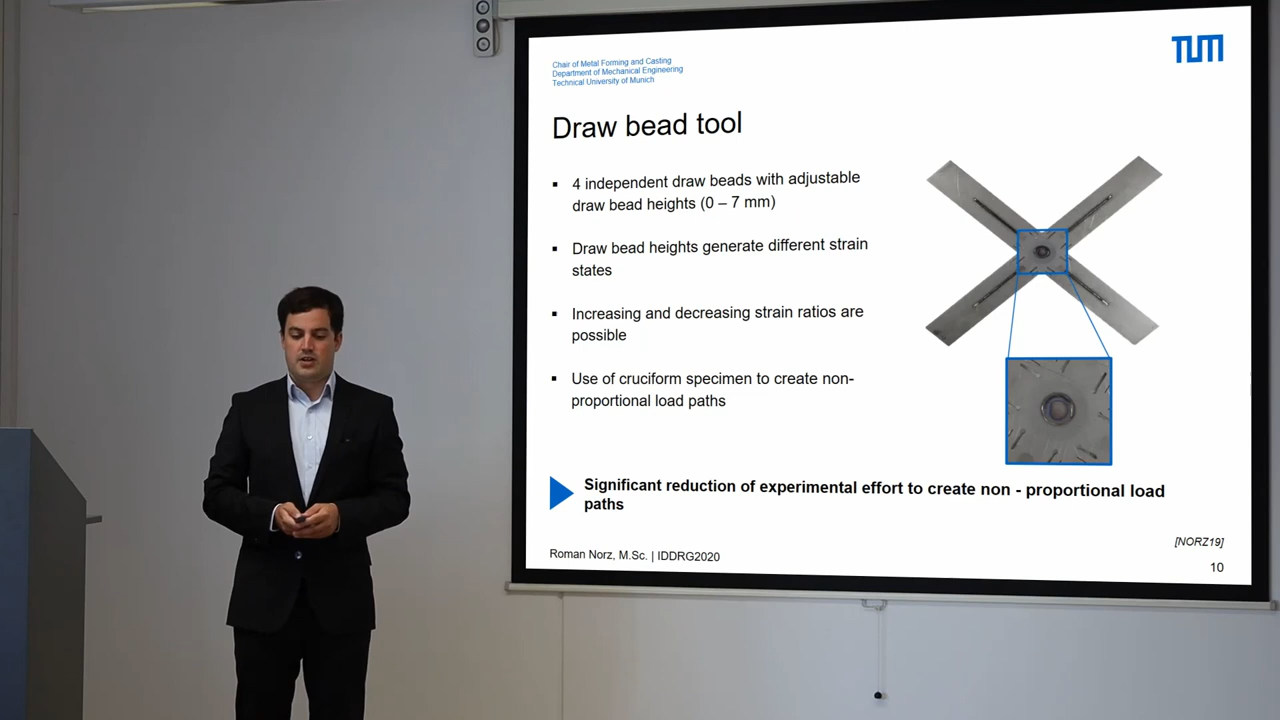 Chair of Metal Forming and Casting
Department of Mechanical Engineering
Technical University of Munich
TUM
Draw bead tool
4 independent draw beads with adjustable
draw bead heights (0 – 7 mm)
Draw bead heights generate different strain
states
Increasing and decreasing strain ratios are
possible
Use of cruciform specimen to create non-
proportional load paths
Significant reduction of experimental effort to create non - proportional load
paths
[NORZ19]
Roman Norz, M.Sc. | IDDRG2020
10